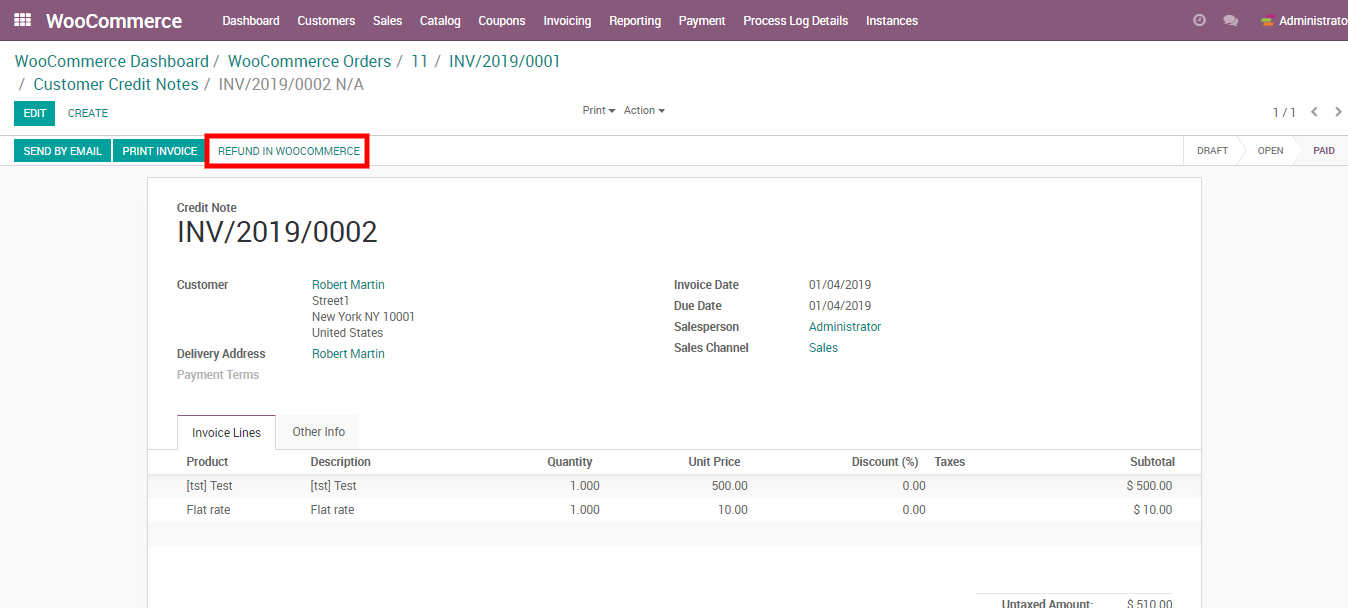 WooCommerce Dashboard Customers Sales Catalog Coupons Invoicing Reporting Payment Process Log Details Instances Administrato
WooCommerce Dashboard / WooCommerce Orders / 11 / INV/2019/0001
/ Customer Credit Notes / INV/2019/0002 N/A
EDIT CREATE Print Action 1 / 1
SEND BY EMAIL PRINT INVOICE REFUND IN WOOCOMMERCE DRAFT OPEN PAID
Credit Note
INV/2019/0002
Customer Robert Martin Invoice Date 01/04/2019
Street1
New York NY 10001 Due Date 01/04/2019
United States Salesperson Administrator
Delivery Address Robert Martin Sales Channel Sales
Payment Terms
Invoice Lines Other Info
Product Description Quantity Unit Price Discount (%) Taxes Subtotal
[tst] Test [tst] Test 1.000 500.00 0.00 $ 500.00
Flat rate Flat rate 1.000 10.00 0.00 $ 10.00
Untaxed Amount: $ 510.00